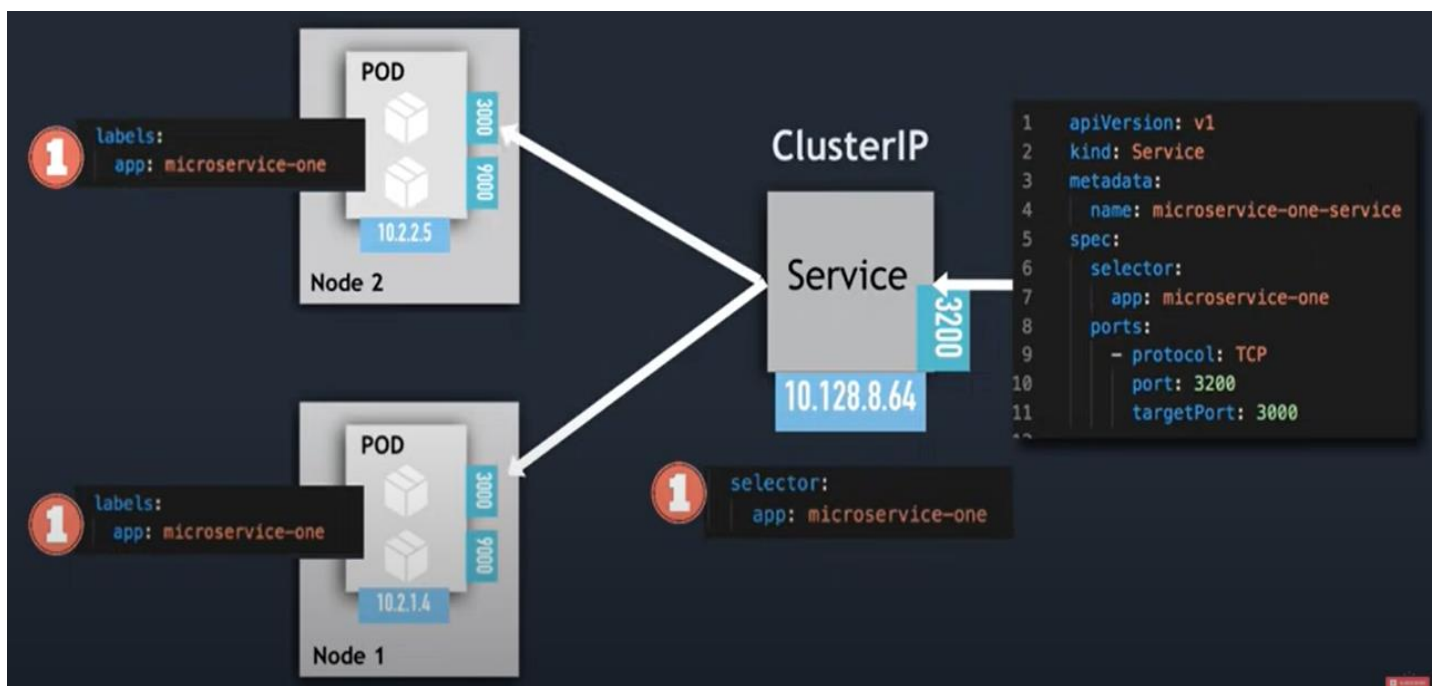 POD
3000
9000
labels:
app: microservice-one
10.2.2.5
Node 2
ClusterIP
Service
3200
10.128.8.64
1 apiVersion: v1
2 kind: Service
3 metadata:
4 name: microservice-one-service
5 spec:
6 selector:
7 app: microservice-one
8 ports:
9 - protocol: TCP
10 port: 3200
11 targetPort: 3000
1
POD
3000
9000
labels:
app: microservice-one
10.2.1.4
Node 1
1
1
selector:
app: microservice-one